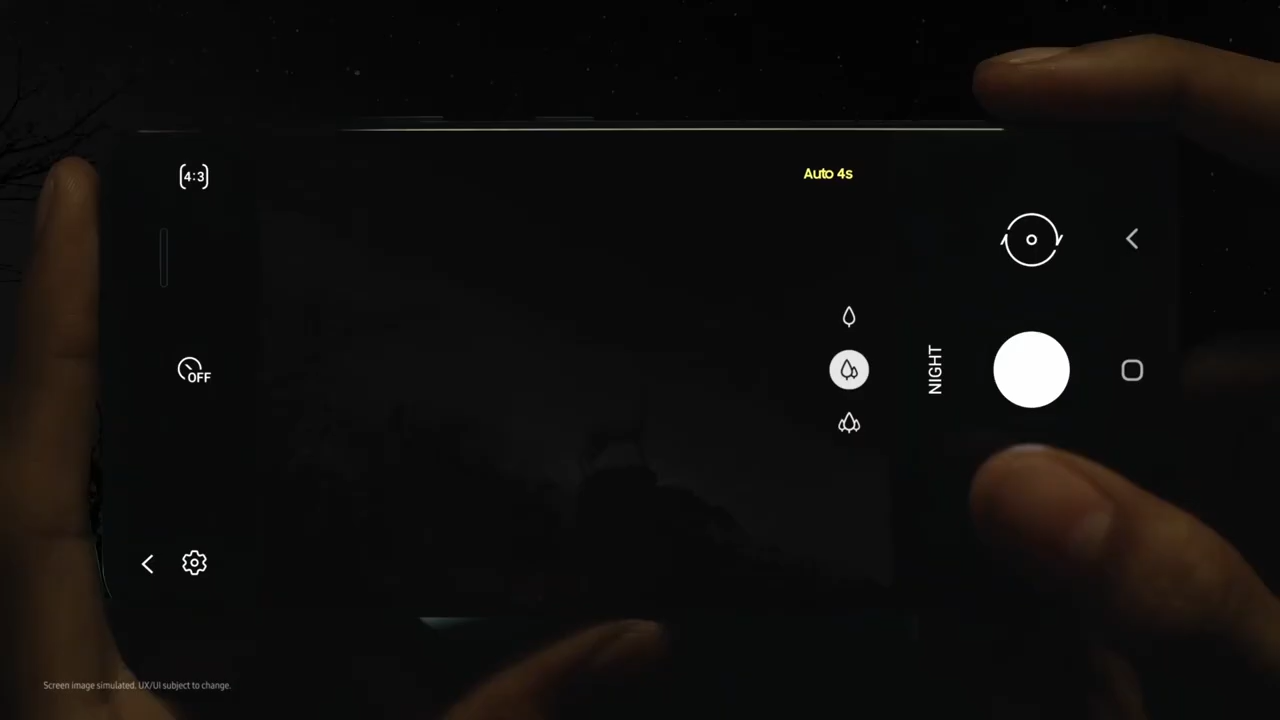 4:3
Auto 4s
OFF
NIGHT
Screen image simulated. UX/UI subject to change.